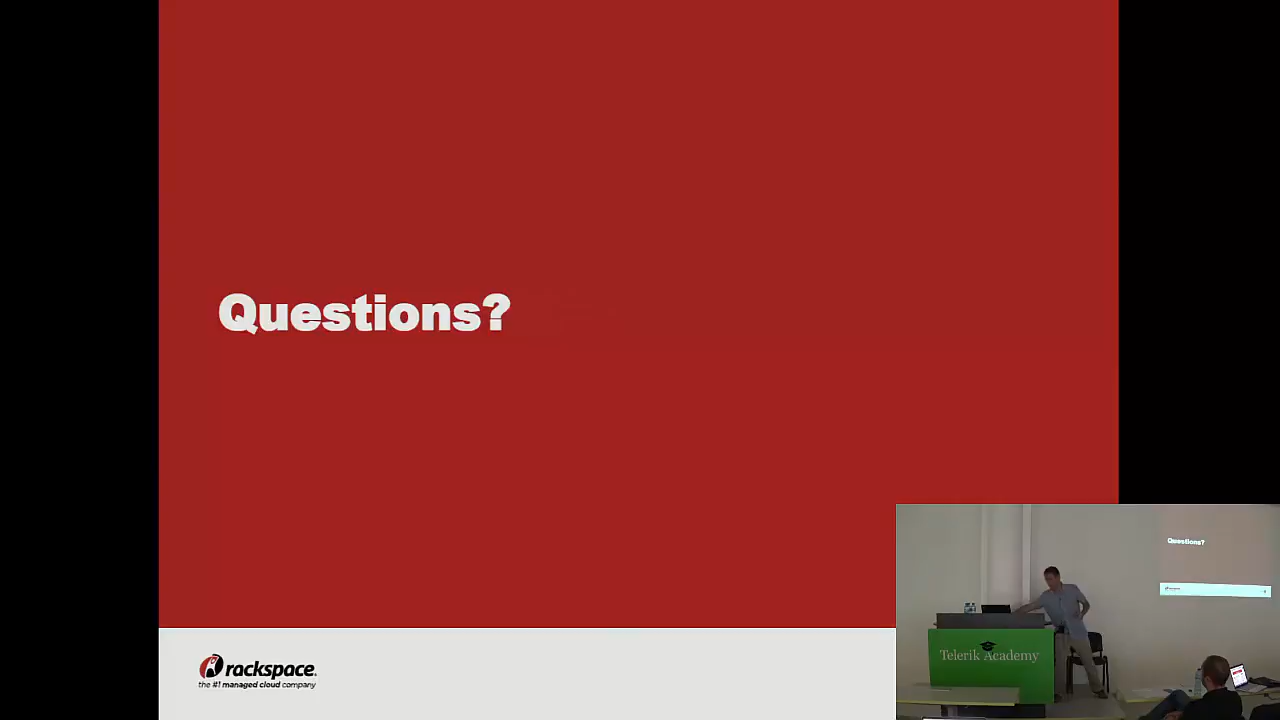 Questions?
rackspace.
the #1 managed cloud company
Questions?
Telerik Academy